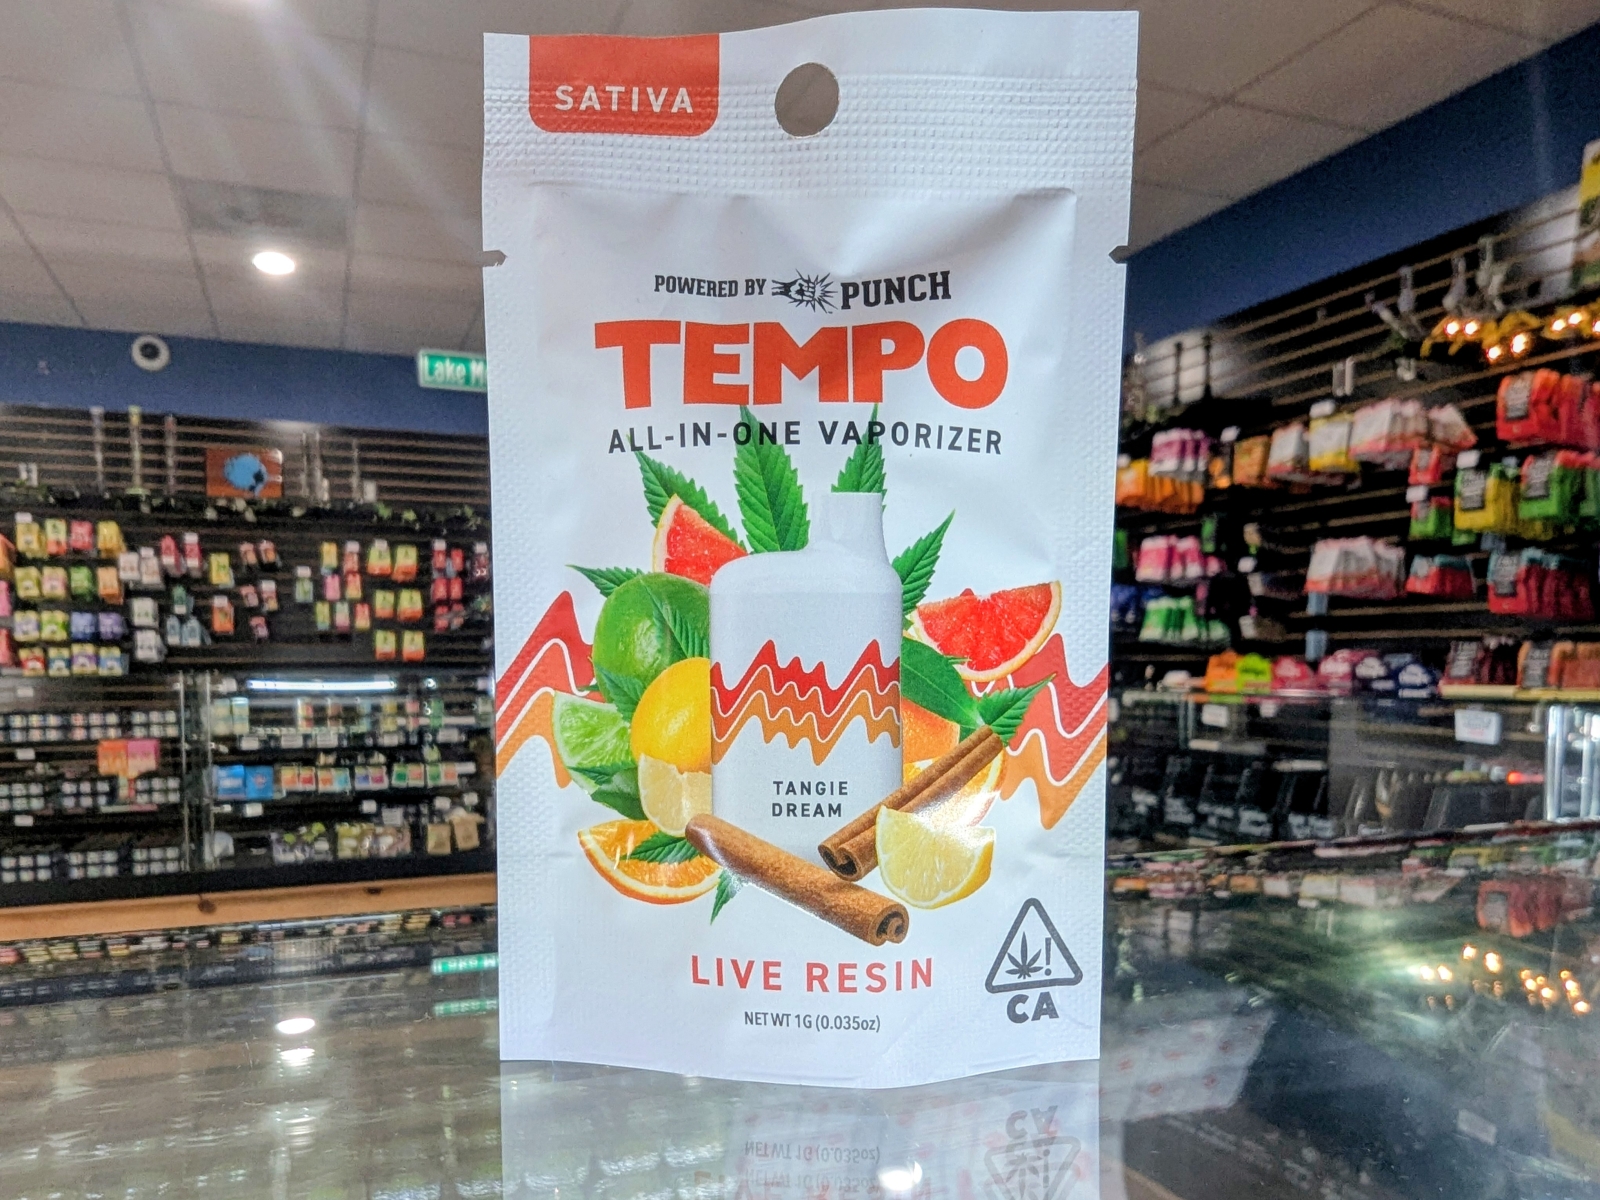 SATIVA
POWERED BY PUNCH
TEMPO
ALL-IN-ONE VAPORIZER
TANGIE
DREAM
LIVE RESIN
NET WT 1G (0.035oz)
CA
Lake